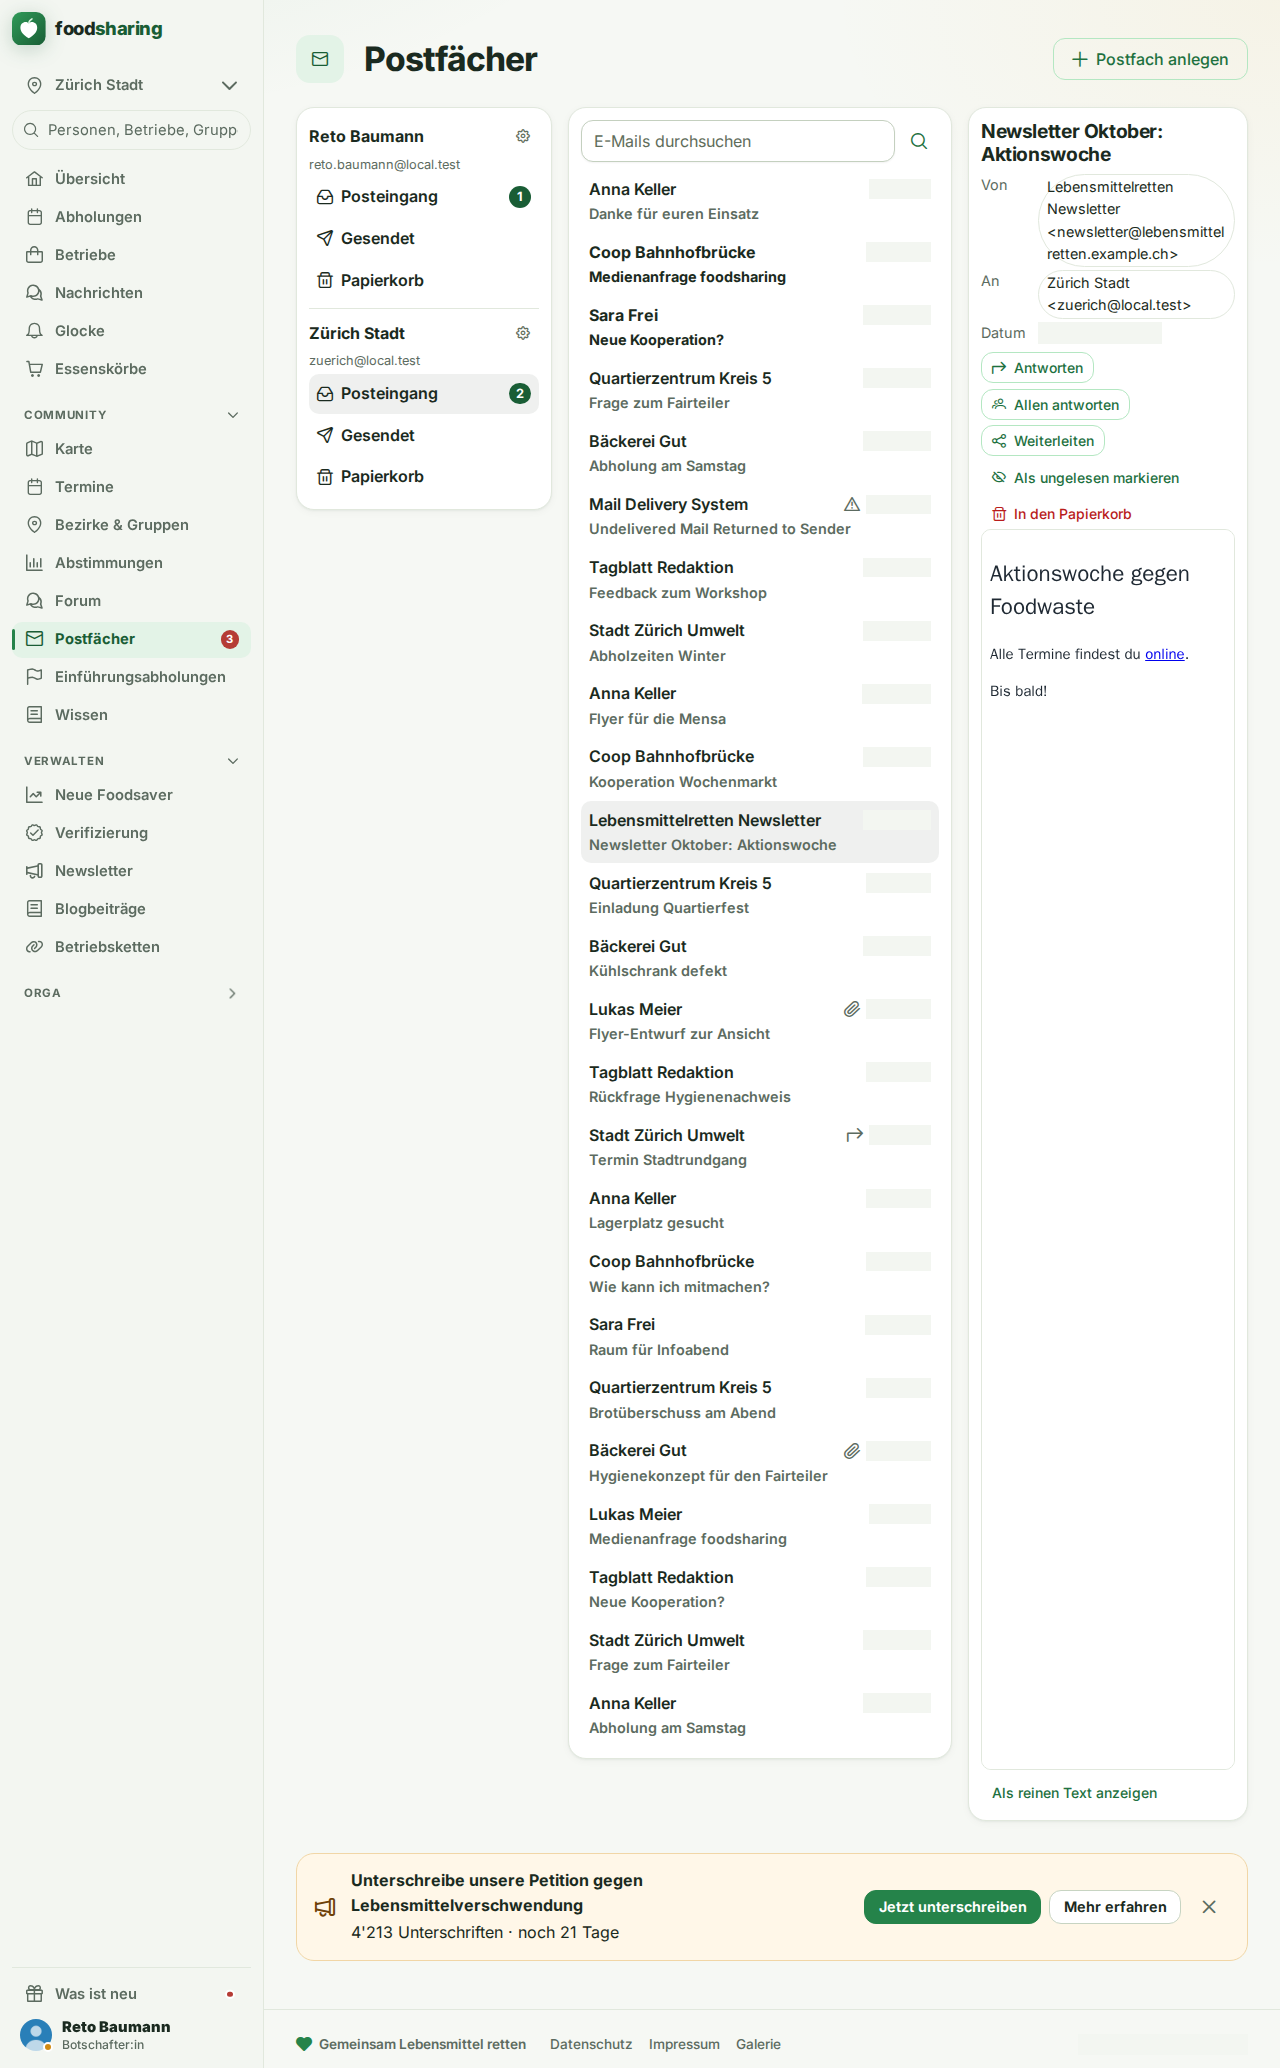 foodsharing
Zürich Stadt
Personen, Betriebe, Grupp
Übersicht
Abholungen
Betriebe
Nachrichten
Glocke
Essenskörbe
COMMUNITY
Karte
Termine
Bezirke & Gruppen
Abstimmungen
Forum
Postfächer 3
Einführungsabholungen
Wissen
VERWALTEN
Neue Foodsaver
Verifizierung
Newsletter
Blogbeiträge
Betriebsketten
ORGA
Was ist neu
Reto Baumann
Botschafter:in
Postfächer
Postfach anlegen
Reto Baumann
reto.baumann@local.test
Posteingang 1
Gesendet
Papierkorb
Zürich Stadt
zuerich@local.test
Posteingang 2
Gesendet
Papierkorb
E-Mails durchsuchen
Anna Keller
Danke für euren Einsatz
Coop Bahnhofbrücke
Medienanfrage foodsharing
Sara Frei
Neue Kooperation?
Quartierzentrum Kreis 5
Frage zum Fairteiler
Bäckerei Gut
Abholung am Samstag
Mail Delivery System
Undelivered Mail Returned to Sender
Tagblatt Redaktion
Feedback zum Workshop
Stadt Zürich Umwelt
Abholzeiten Winter
Anna Keller
Flyer für die Mensa
Coop Bahnhofbrücke
Kooperation Wochenmarkt
Lebensmittelretten Newsletter
Newsletter Oktober: Aktionswoche
Quartierzentrum Kreis 5
Einladung Quartierfest
Bäckerei Gut
Kühlschrank defekt
Lukas Meier
Flyer-Entwurf zur Ansicht
Tagblatt Redaktion
Rückfrage Hygienenachweis
Stadt Zürich Umwelt
Termin Stadtrundgang
Anna Keller
Lagerplatz gesucht
Coop Bahnhofbrücke
Wie kann ich mitmachen?
Sara Frei
Raum für Infoabend
Quartierzentrum Kreis 5
Brotüberschuss am Abend
Bäckerei Gut
Hygienekonzept für den Fairteiler
Lukas Meier
Medienanfrage foodsharing
Tagblatt Redaktion
Neue Kooperation?
Stadt Zürich Umwelt
Frage zum Fairteiler
Anna Keller
Abholung am Samstag
Newsletter Oktober:
Aktionswoche
Von Lebensmittelretten
Newsletter
<newsletter@lebensmittel
retten.example.ch>
An Zürich Stadt
<zuerich@local.test>
Datum
Antworten
Allen antworten
Weiterleiten
Als ungelesen markieren
In den Papierkorb
Aktionswoche gegen
Foodwaste
Alle Termine findest du online.
Bis bald!
Als reinen Text anzeigen
Unterschreibe unsere Petition gegen
Lebensmittelverschwendung
4'213 Unterschriften · noch 21 Tage
Jetzt unterschreiben
Mehr erfahren
Gemeinsam Lebensmittel retten
Datenschutz
Impressum
Galerie